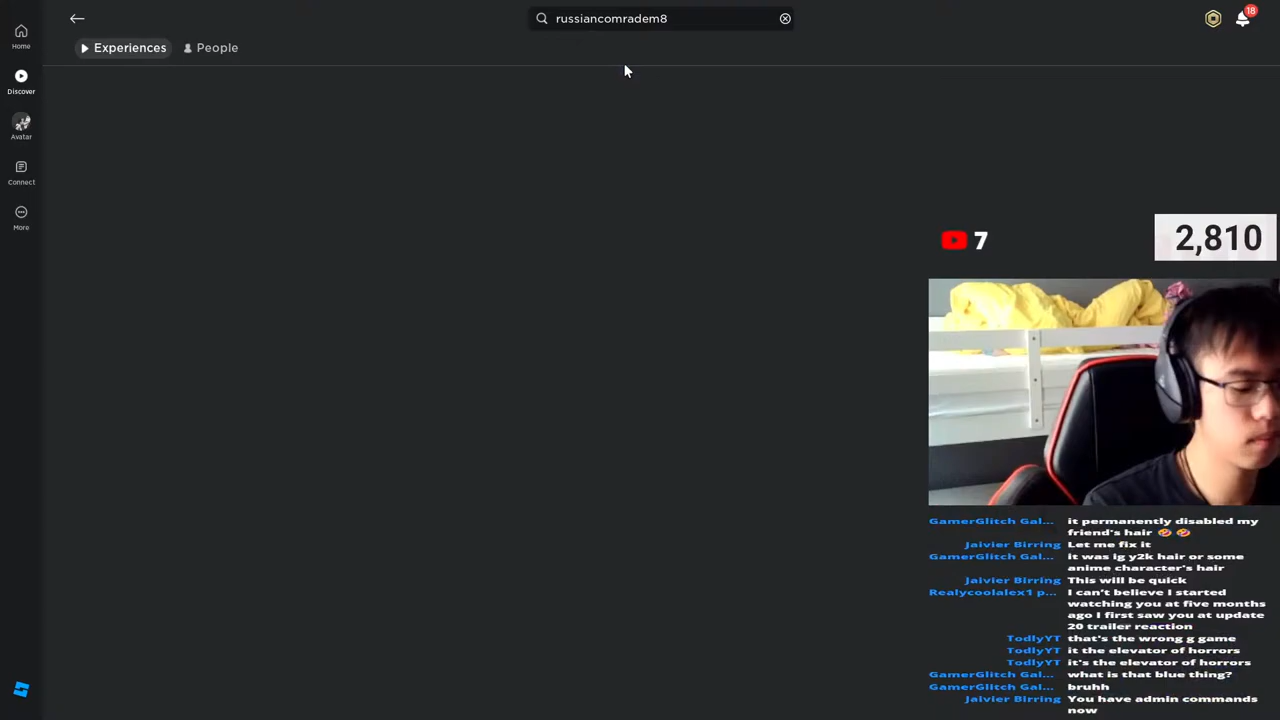 russiancomradem8
18
Home
Experiences
People
Discover
Avatar
Connect
More
7
2,810
GamerGlitch Gal... it permanently disabled my
friend's hair 🤣 🤣
Jaivier Birring Let me fix it
GamerGlitch Gal... it was ig y2k hair or some
anime character's hair
Jaivier Birring This will be quick
Realycoolalex1 p... I can't believe I started
watching you at five months
ago I first saw you at update
20 trailer reaction
TodlyYT that's the wrong g game
TodlyYT it the elevator of horrors
TodlyYT it's the elevator of horrors
GamerGlitch Gal... what is that blue thing?
GamerGlitch Gal... bruhh
Jaivier Birring You have admin commands
now